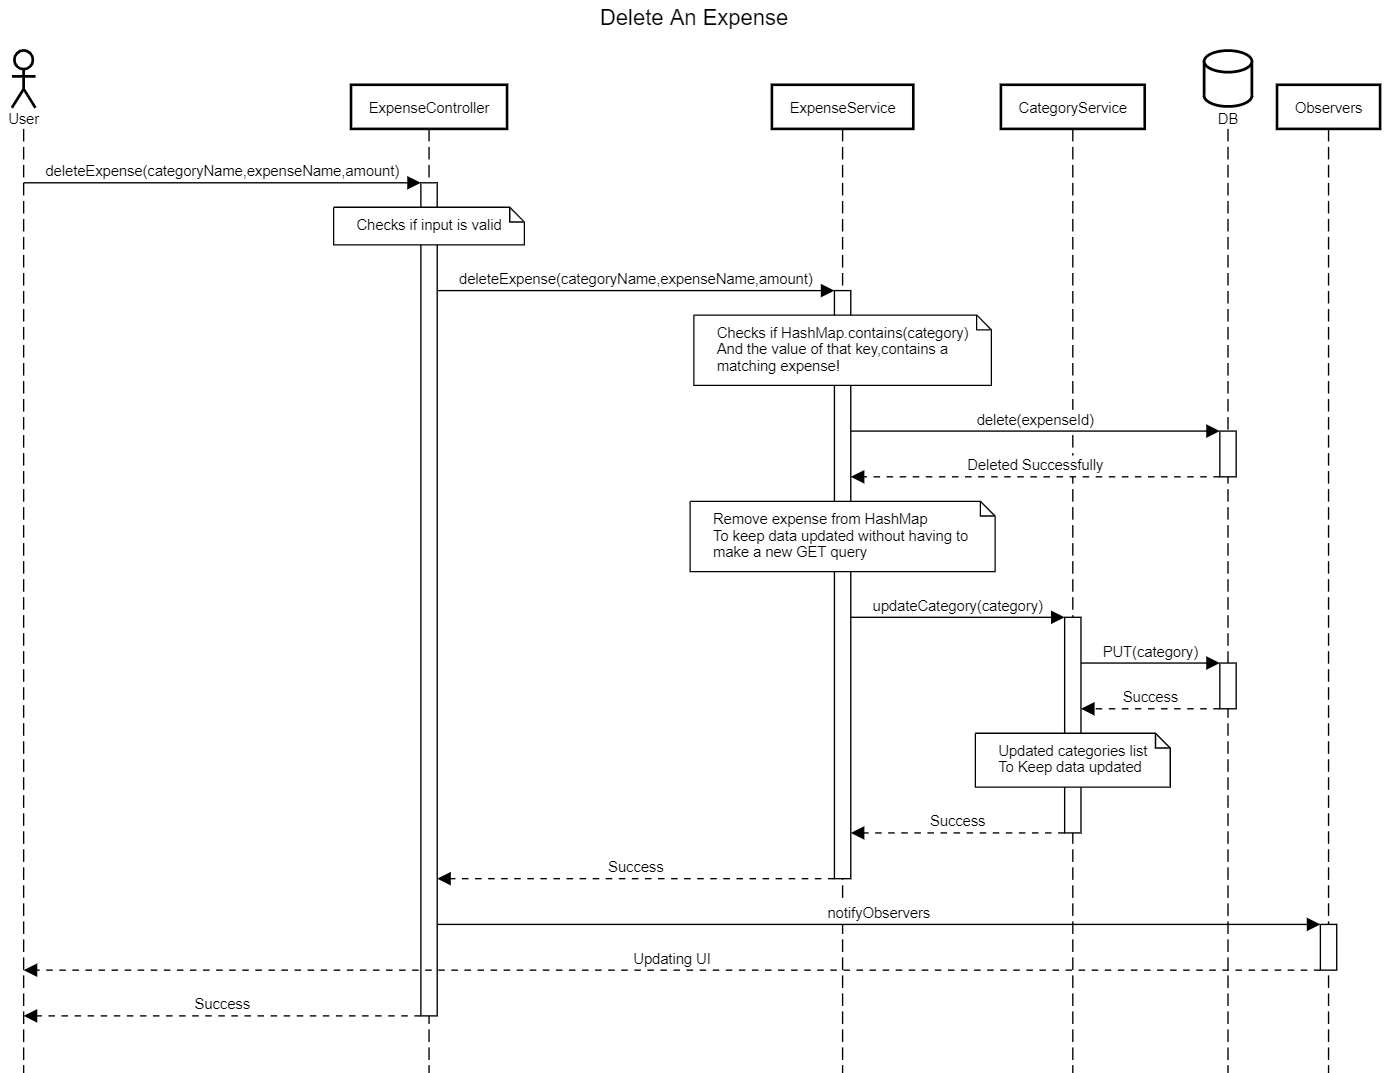 Delete An Expense
User
ExpenseController
ExpenseService
CategoryService
DB
Observers
deleteExpense(categoryName,expenseName,amount)
Checks if input is valid
deleteExpense(categoryName,expenseName,amount)
Checks if HashMap.contains(category)
And the value of that key,contains a
matching expense!
delete(expenseId)
Deleted Successfully
Remove expense from HashMap
To keep data updated without having to
make a new GET query
updateCategory(category)
PUT(category)
Success
Updated categories list
To Keep data updated
Success
Success
notifyObservers
Updating UI
Success